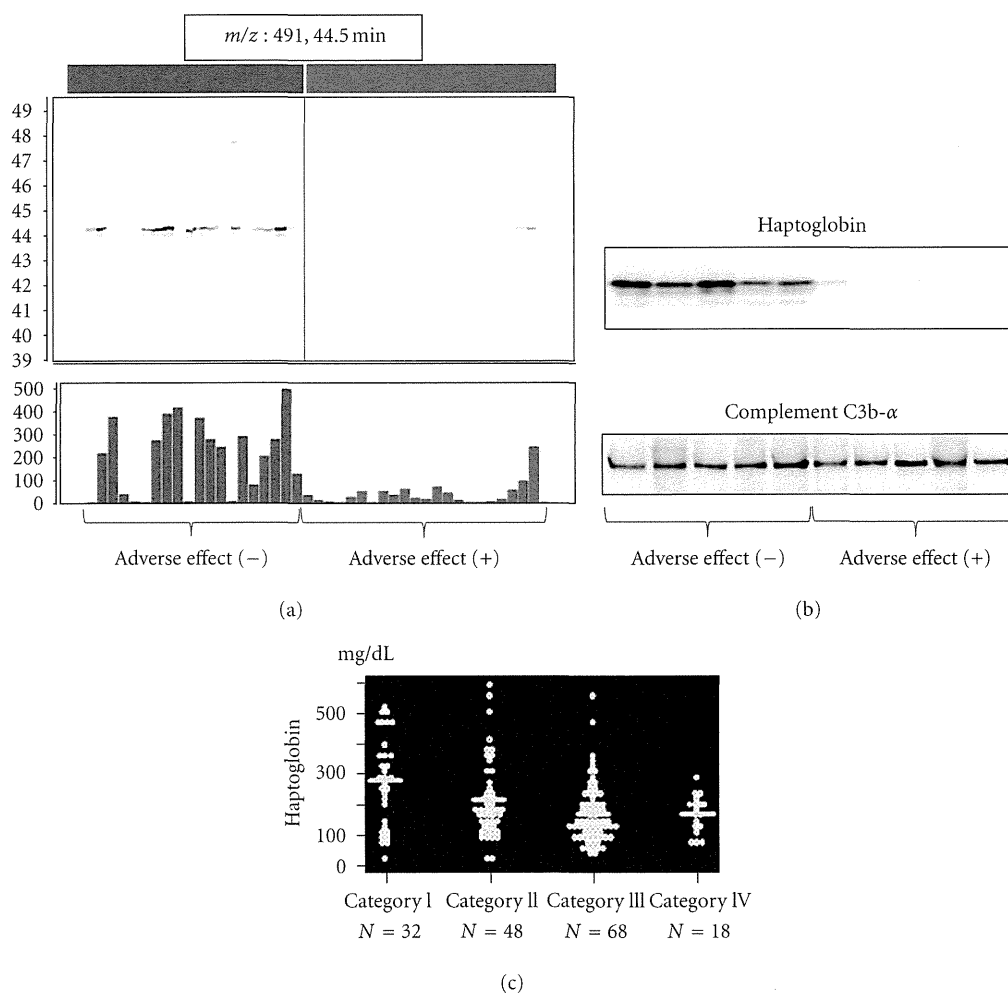 m/z : 491, 44.5 min
49
48
47
46
45
44
43
42
41
40
39
500
400
300
200
100
0
Adverse effect (−)
Adverse effect (+)
(a)
Haptoglobin
Complement C3b-α
Adverse effect (−)
Adverse effect (+)
(b)
mg/dL
Haptoglobin
500
300
100
0
Category I Category II Category III Category IV
N = 32 N = 48 N = 68 N = 18
(c)